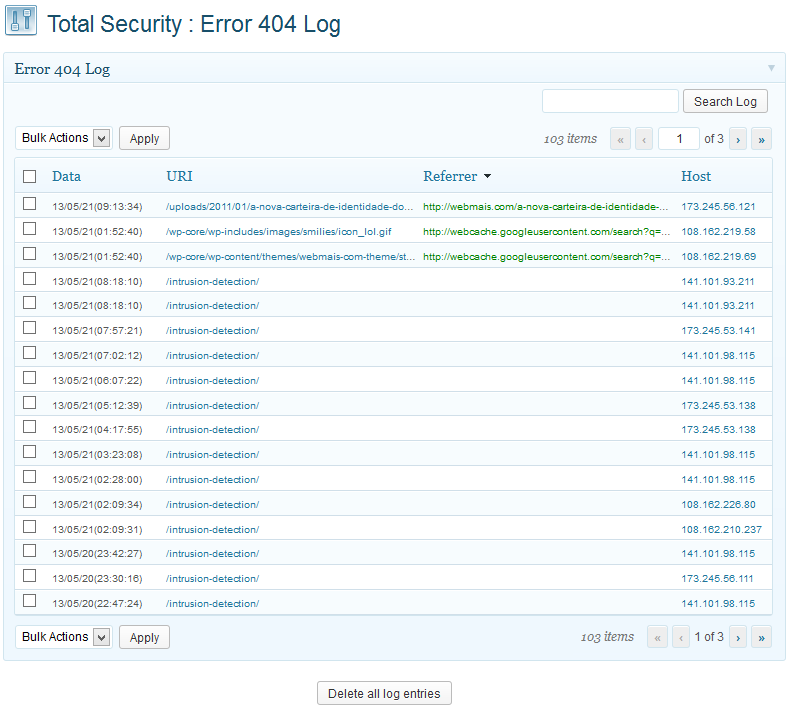 Total Security : Error 404 Log
Error 404 Log
Search Log
Bulk Actions Apply 103 items « ‹ 1 of 3 › »
Data URI Referrer Host
13/05/21(09:13:34) /uploads/2011/01/a-nova-carteira-de-identidade-do... http://webmais.com/a-nova-carteira-de-identidade-... 173.245.56.121
13/05/21(01:52:40) /wp-core/wp-includes/images/smilies/icon_lol.gif http://webcache.googleusercontent.com/search?q=... 108.162.219.58
13/05/21(01:52:40) /wp-core/wp-content/themes/webmais-com-theme/st... http://webcache.googleusercontent.com/search?q=... 108.162.219.69
13/05/21(08:18:10) /intrusion-detection/ 141.101.93.211
13/05/21(08:18:10) /intrusion-detection/ 141.101.93.211
13/05/21(07:57:21) /intrusion-detection/ 173.245.53.141
13/05/21(07:02:12) /intrusion-detection/ 141.101.98.115
13/05/21(06:07:22) /intrusion-detection/ 141.101.98.115
13/05/21(05:12:39) /intrusion-detection/ 173.245.53.138
13/05/21(04:17:55) /intrusion-detection/ 173.245.53.138
13/05/21(03:23:08) /intrusion-detection/ 141.101.98.115
13/05/21(02:28:00) /intrusion-detection/ 141.101.98.115
13/05/21(02:09:34) /intrusion-detection/ 108.162.226.80
13/05/21(02:09:31) /intrusion-detection/ 108.162.210.237
13/05/20(23:42:27) /intrusion-detection/ 141.101.98.115
13/05/20(23:30:16) /intrusion-detection/ 173.245.56.111
13/05/20(22:47:24) /intrusion-detection/ 141.101.98.115
Bulk Actions Apply 103 items « ‹ 1 of 3 › »
Delete all log entries